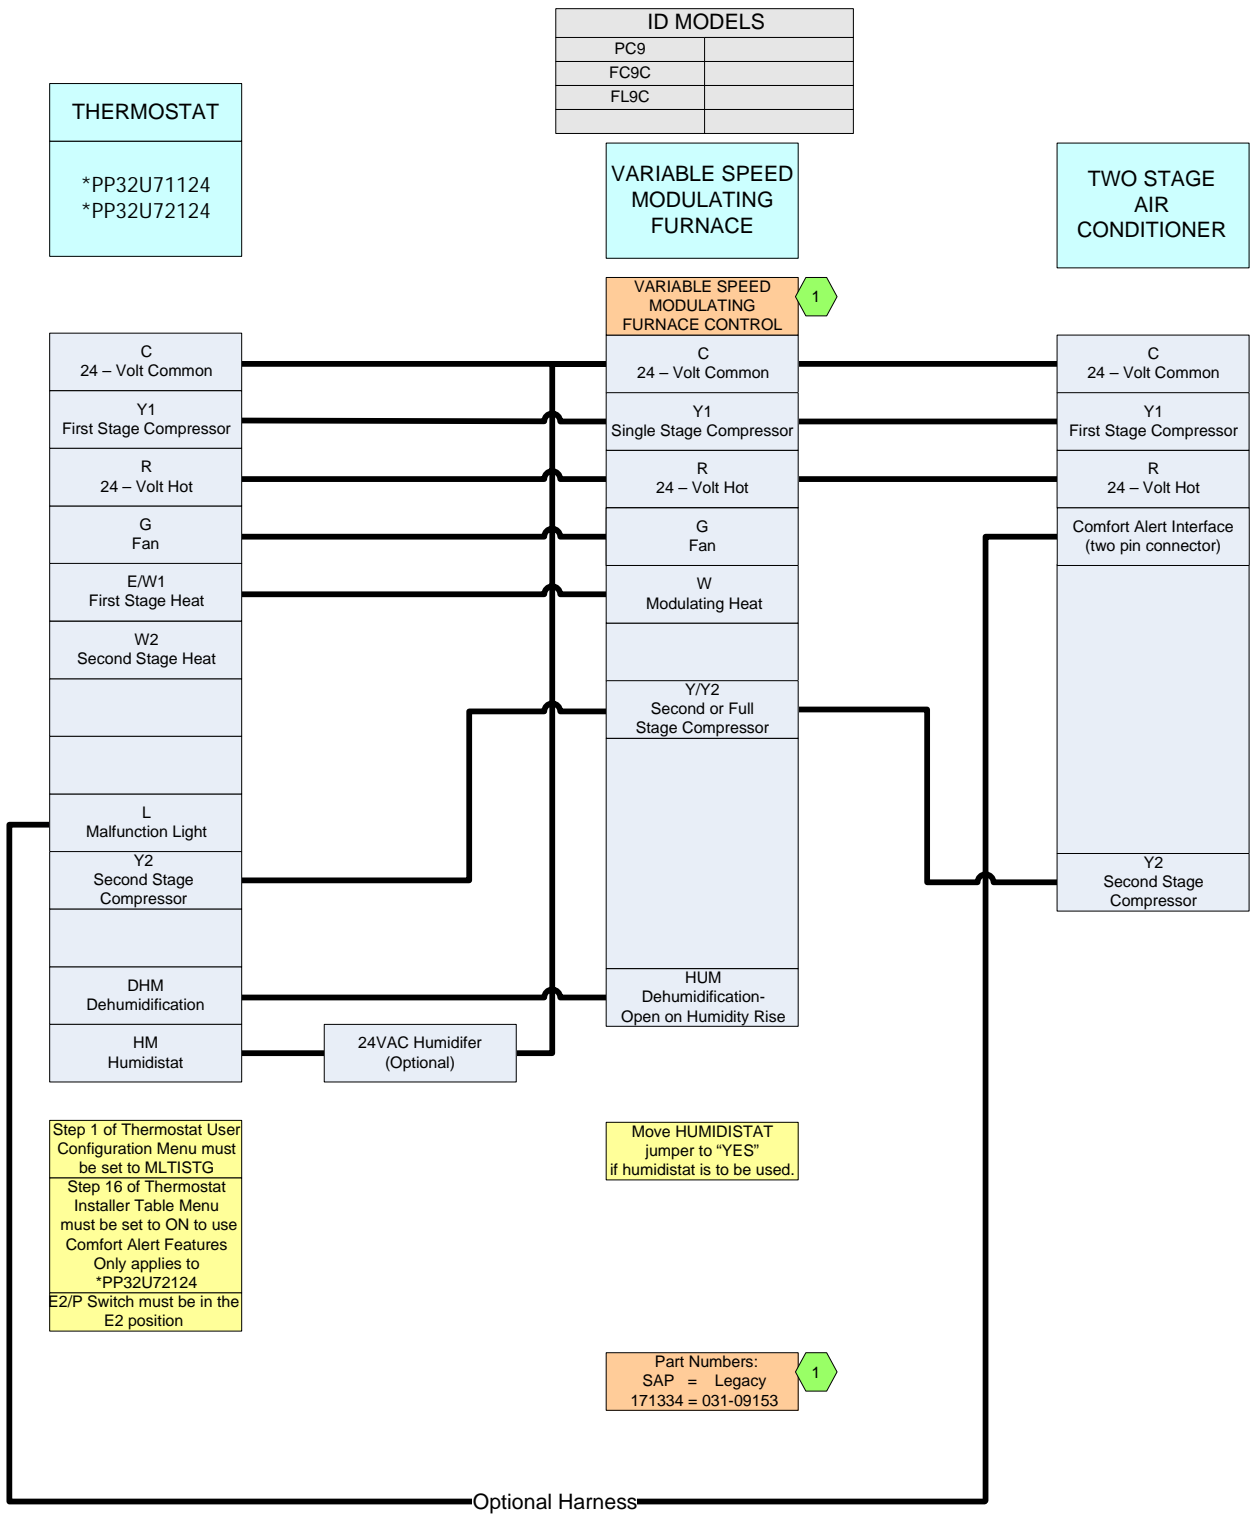 ID MODELS
PC9
FC9C
FL9C
THERMOSTAT
*PP32U71124
*PP32U72124
VARIABLE SPEED
MODULATING
FURNACE
TWO STAGE
AIR
CONDITIONER
VARIABLE SPEED
MODULATING
FURNACE CONTROL
1
C
24 – Volt Common
Y1
First Stage Compressor
R
24 – Volt Hot
G
Fan
E/W1
First Stage Heat
W2
Second Stage Heat
L
Malfunction Light
Y2
Second Stage
Compressor
DHM
Dehumidification
HM
Humidistat
24VAC Humidifer
(Optional)
C
24 – Volt Common
Y1
Single Stage Compressor
R
24 – Volt Hot
G
Fan
W
Modulating Heat
Y/Y2
Second or Full
Stage Compressor
HUM
Dehumidification-
Open on Humidity Rise
C
24 – Volt Common
Y1
First Stage Compressor
R
24 – Volt Hot
Comfort Alert Interface
(two pin connector)
Y2
Second Stage
Compressor
Step 1 of Thermostat User
Configuration Menu must
be set to MLTISTG
Step 16 of Thermostat
Installer Table Menu
must be set to ON to use
Comfort Alert Features
Only applies to
*PP32U72124
E2/P Switch must be in the
E2 position
Move HUMIDISTAT
jumper to “YES”
if humidistat is to be used.
Part Numbers:
SAP = Legacy
171334 = 031-09153
1
Optional Harness